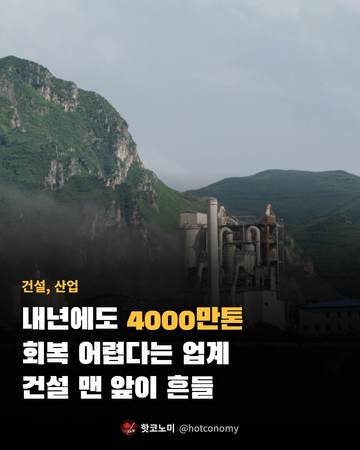 건설, 산업
내년에도 4000만톤
회복 어렵다는 업계
건설 맨 앞이 흔들
핫코노미 @hotconomy